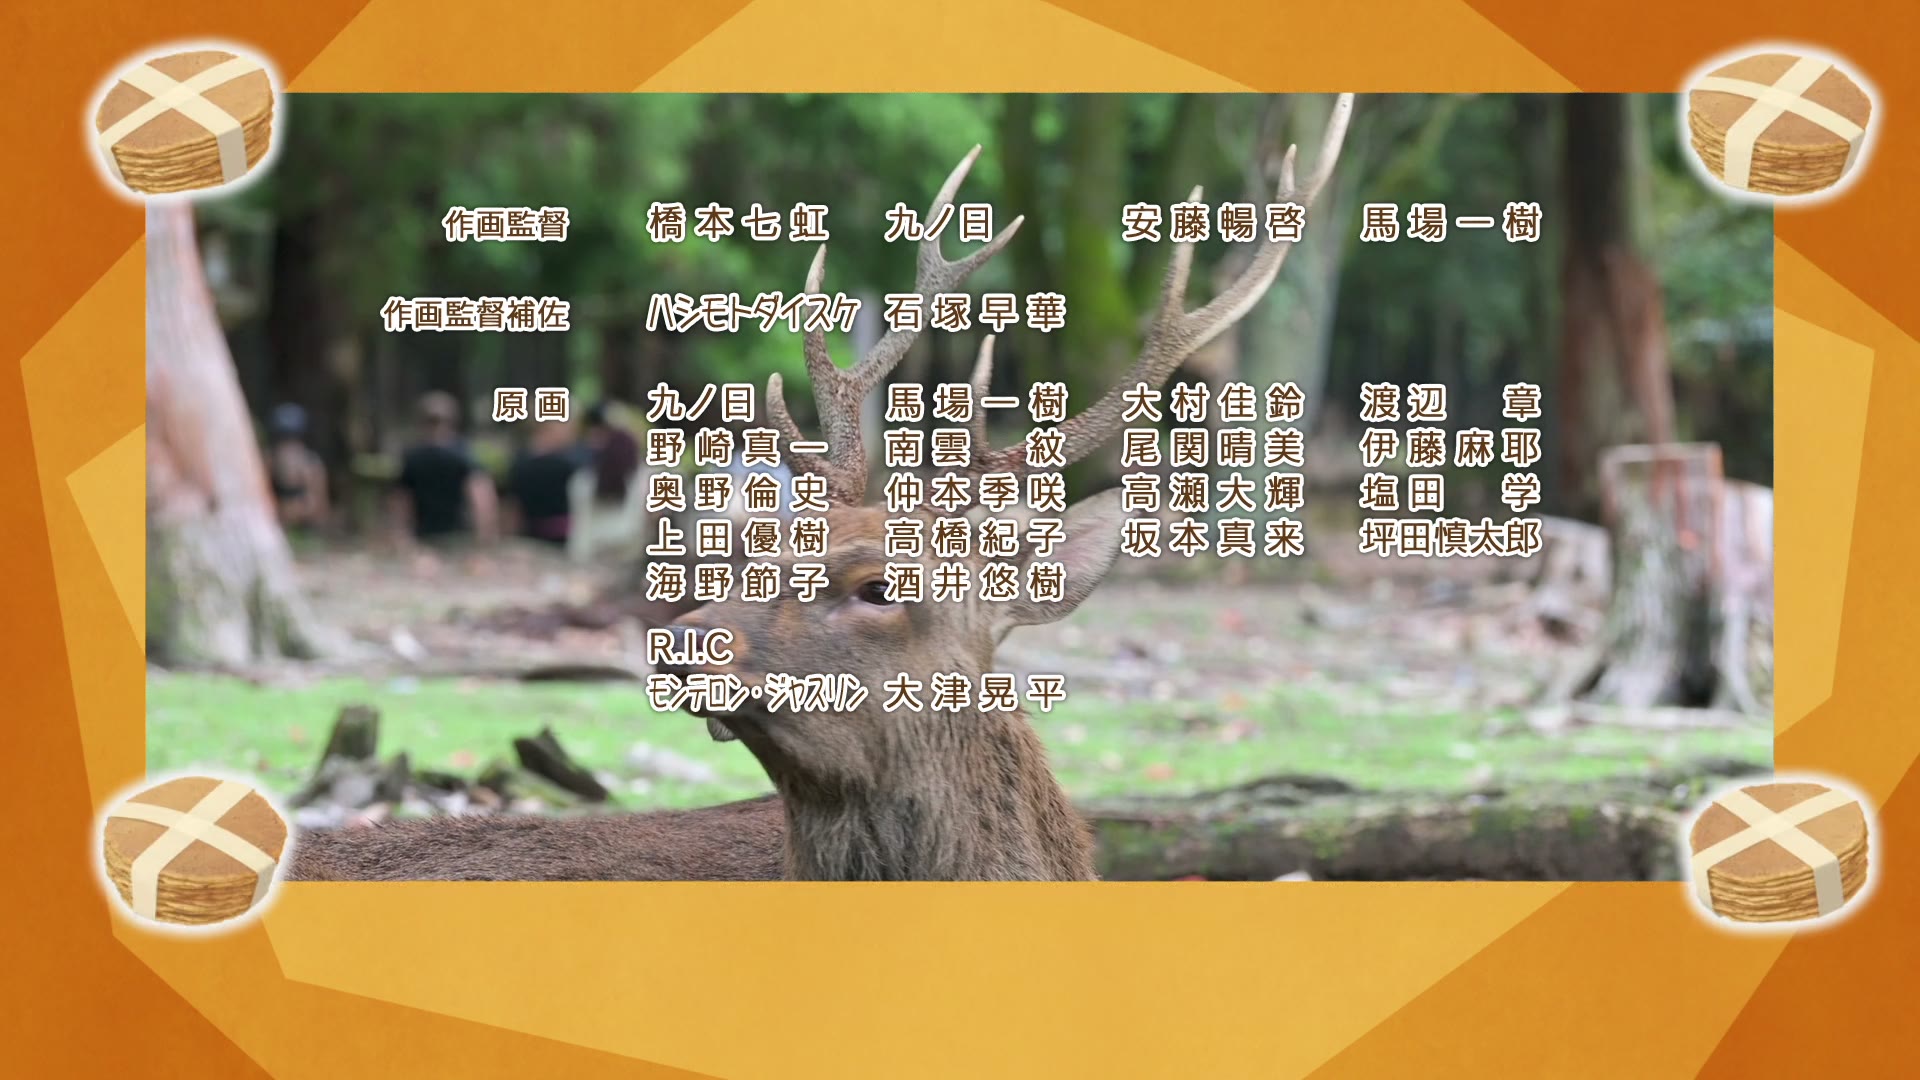 作画監督 橋本七虹 九ノ日 安藤暢啓 馬場一樹
作画監督補佐 ハシモトダイスケ 石塚早華
原画 九ノ日 馬場一樹 大村佳鈴 渡辺 章
野崎真一 南雲 紋 尾関晴美 伊藤麻耶
奥野倫史 仲本季咲 高瀬大輝 塩田 学
上田優樹 高橋紀子 坂本真来 坪田慎太郎
海野節子 酒井悠樹
R.I.C
モンテロン・ジャスリン 大津晃平